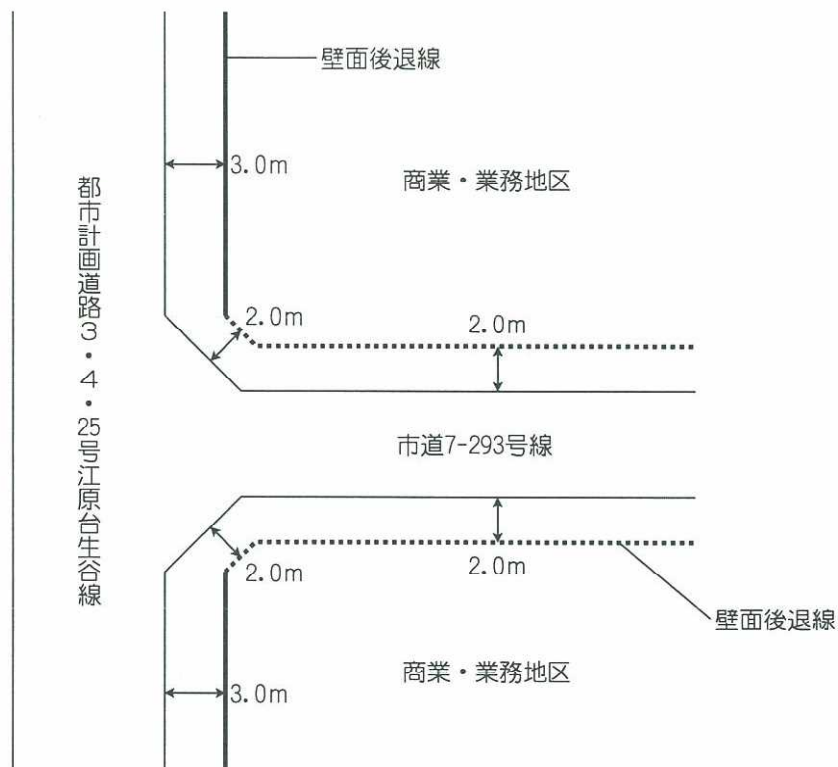 壁面後退線
3.0m
商業・業務地区
都市計画道路3・4・25号江原台生谷線
2.0m
2.0m
市道7-293号線
2.0m
2.0m
壁面後退線
商業・業務地区
3.0m